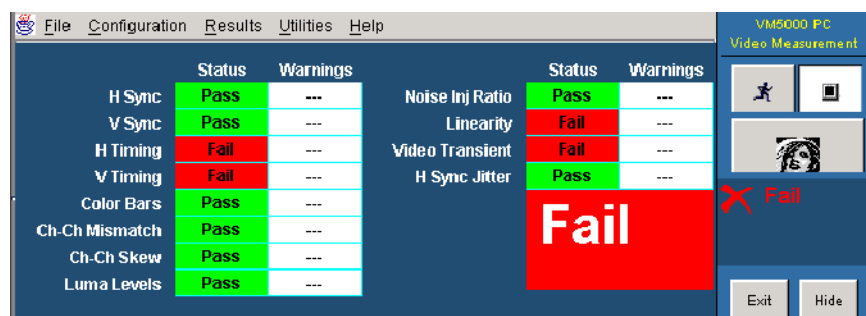 File Configuration Results Utilities Help
VM5000 PC
Video Measurement
Status Warnings Status Warnings
H Sync Pass --- Noise Inj Ratio Pass ---
V Sync Pass --- Linearity Fail ---
H Timing Fail --- Video Transient Fail ---
V Timing Fail --- H Sync Jitter Pass ---
Color Bars Pass ---
Ch-Ch Mismatch Pass ---
Ch-Ch Skew Pass ---
Luma Levels Pass ---
Fail
Fail
Exit Hide